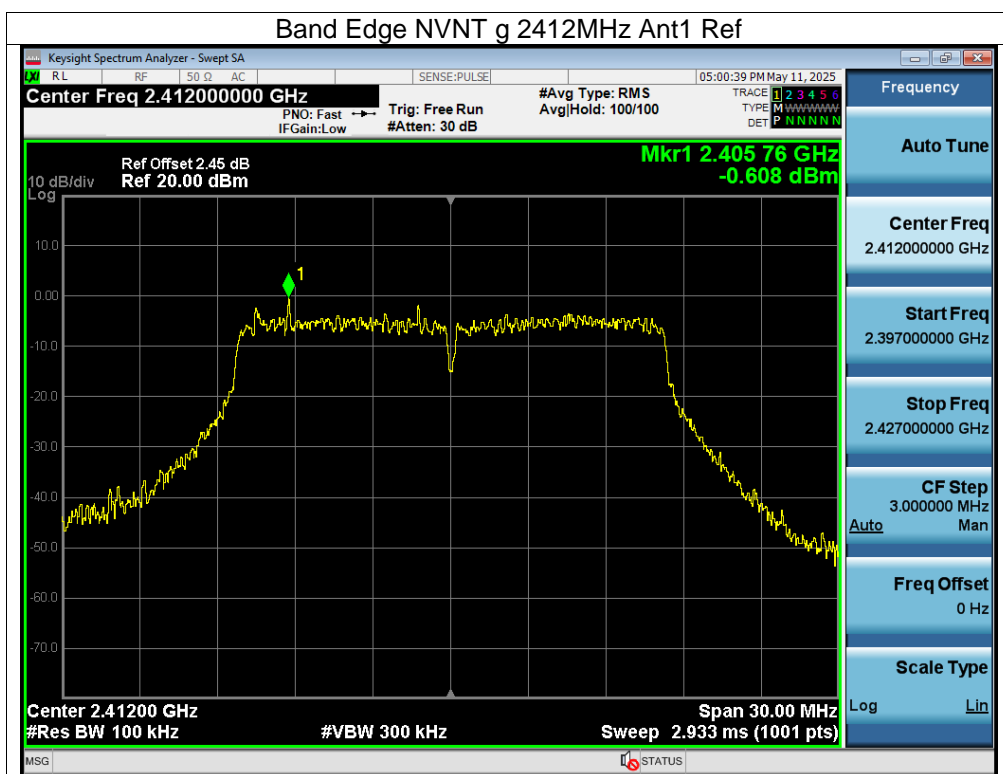 Band Edge NVNT g 2412MHz Ant1 Ref
Keysight Spectrum Analyzer - Swept SA
LXI RL RF 50 Ω AC SENSE:PULSE 05:00:39 PM May 11, 2025
Center Freq 2.412000000 GHz #Avg Type: RMS TRACE 1 2 3 4 5 6
PNO: Fast Trig: Free Run Avg|Hold: 100/100 TYPE M WWWWW
IFGain:Low #Atten: 30 dB DET P N N N N N
Mkr1 2.405 76 GHz
-0.608 dBm
Ref Offset 2.45 dB
10 dB/div Ref 20.00 dBm
Log
10.0
0.00
-10.0
-20.0
-30.0
-40.0
-50.0
-60.0
-70.0
1
Center 2.41200 GHz Span 30.00 MHz
#Res BW 100 kHz #VBW 300 kHz Sweep 2.933 ms (1001 pts)
MSG STATUS
Frequency
Auto Tune
Center Freq
2.412000000 GHz
Start Freq
2.397000000 GHz
Stop Freq
2.427000000 GHz
CF Step
3.000000 MHz
Auto Man
Freq Offset
0 Hz
Scale Type
Log Lin